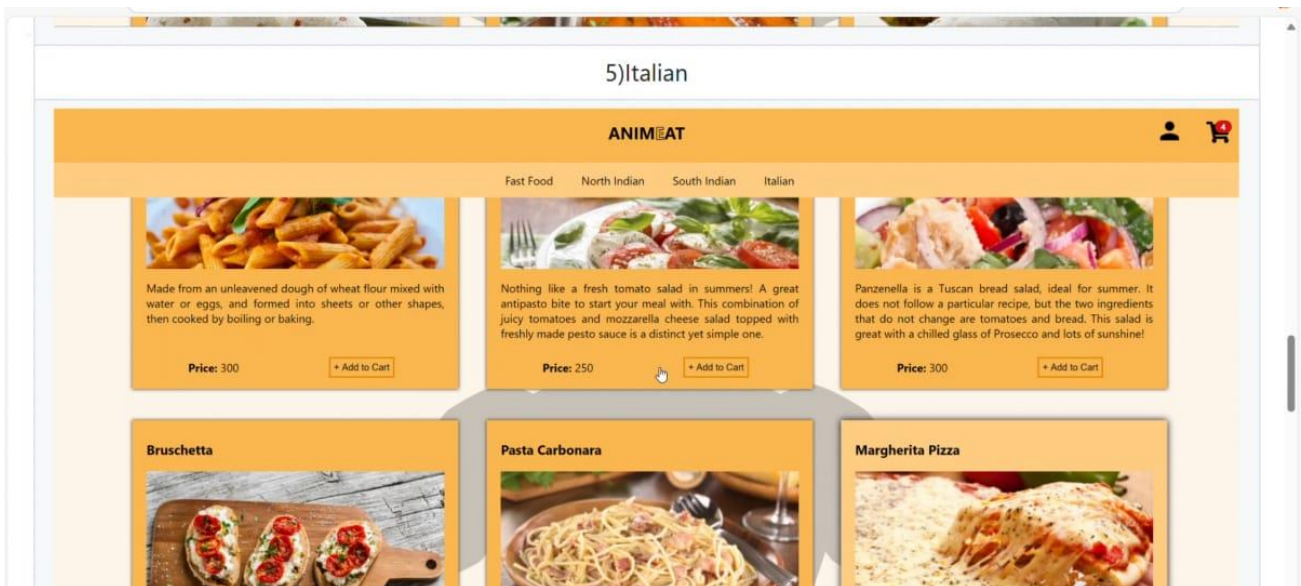 5)Italian
ANIMEAT
4
Fast Food North Indian South Indian Italian
Made from an unleavened dough of wheat flour mixed with
water or eggs, and formed into sheets or other shapes,
then cooked by boiling or baking.
Price: 300 + Add to Cart
Nothing like a fresh tomato salad in summers! A great
antipasto bite to start your meal with. This combination of
juicy tomatoes and mozzarella cheese salad topped with
freshly made pesto sauce is a distinct yet simple one.
Price: 250 + Add to Cart
Panzenella is a Tuscan bread salad, ideal for summer. It
does not follow a particular recipe, but the two ingredients
that do not change are tomatoes and bread. This salad is
great with a chilled glass of Prosecco and lots of sunshine!
Price: 300 + Add to Cart
Bruschetta
Pasta Carbonara
Margherita Pizza